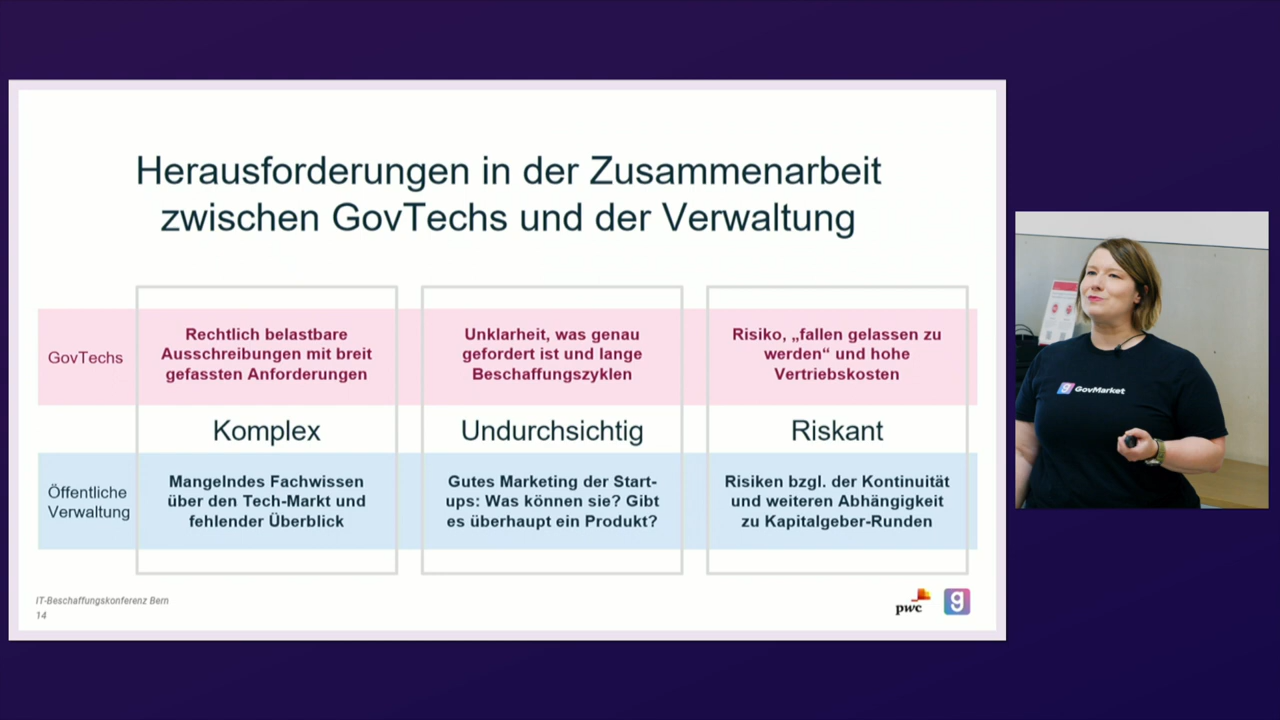 Herausforderungen in der Zusammenarbeit
zwischen GovTechs und der Verwaltung
GovTechs
Rechtlich belastbare
Ausschreibungen mit breit
gefassten Anforderungen
Unklarheit, was genau
gefordert ist und lange
Beschaffungszyklen
Risiko, „fallen gelassen zu
werden“ und hohe
Vertriebskosten
Komplex
Undurchsichtig
Riskant
Öffentliche
Verwaltung
Mangelndes Fachwissen
über den Tech-Markt und
fehlender Überblick
Gutes Marketing der Start-
ups: Was können sie? Gibt
es überhaupt ein Produkt?
Risiken bzgl. der Kontinuität
und weiteren Abhängigkeit
zu Kapitalgeber-Runden
IT-Beschaffungskonferenz Bern
14
pwc
g
g GovMarket